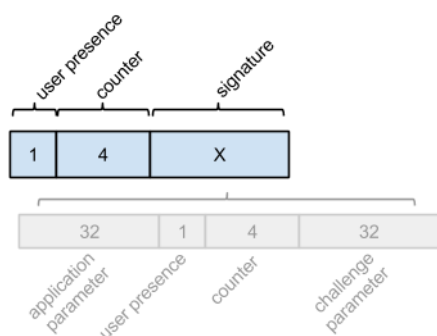 user presence
counter
signature
1 4 X
32 1 4 32
application
parameter
user presence
counter
challenge
parameter